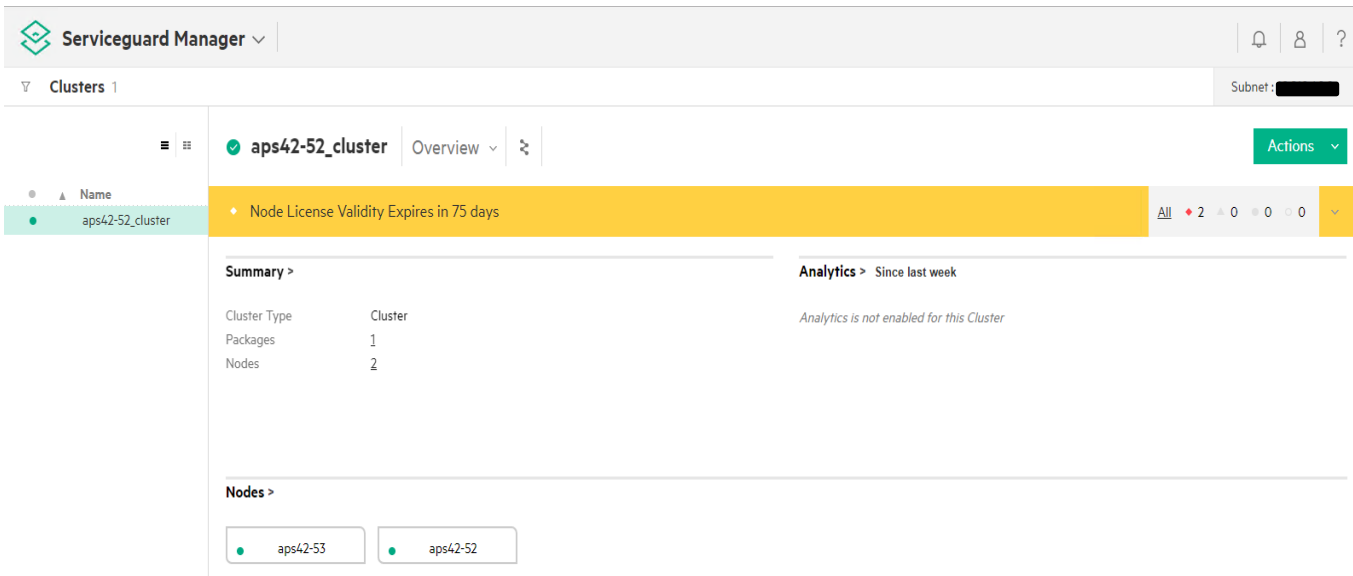 Serviceguard Manager
?
Clusters 1
Subnet :
aps42-52_cluster Overview Actions
Name
aps42-52_cluster
Node License Validity Expires in 75 days All 2 0 0 0
Summary > Analytics > Since last week
Cluster Type Cluster Analytics is not enabled for this Cluster
Packages 1
Nodes 2
Nodes >
aps42-53 aps42-52